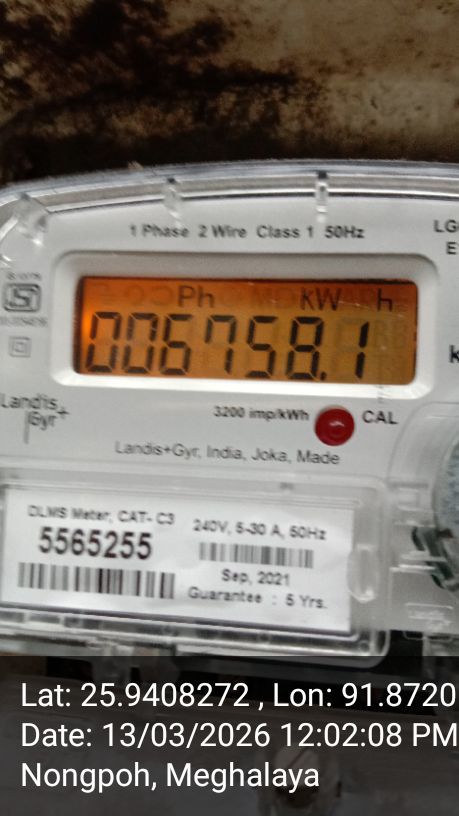 1 Phase 2 Wire Class 1 50Hz
LG
E
Ph kW h
006758.1
k
Landis+
Gyr
3200 imp/kWh CAL
Landis+Gyr, India, Joka, Made
DLMS Meter, CAT- C3
5565255
240V, 5-30 A, 50Hz
Sep, 2021
Guarantee : 5 Yrs.
Lat: 25.9408272 , Lon: 91.8720
Date: 13/03/2026 12:02:08 PM
Nongpoh, Meghalaya